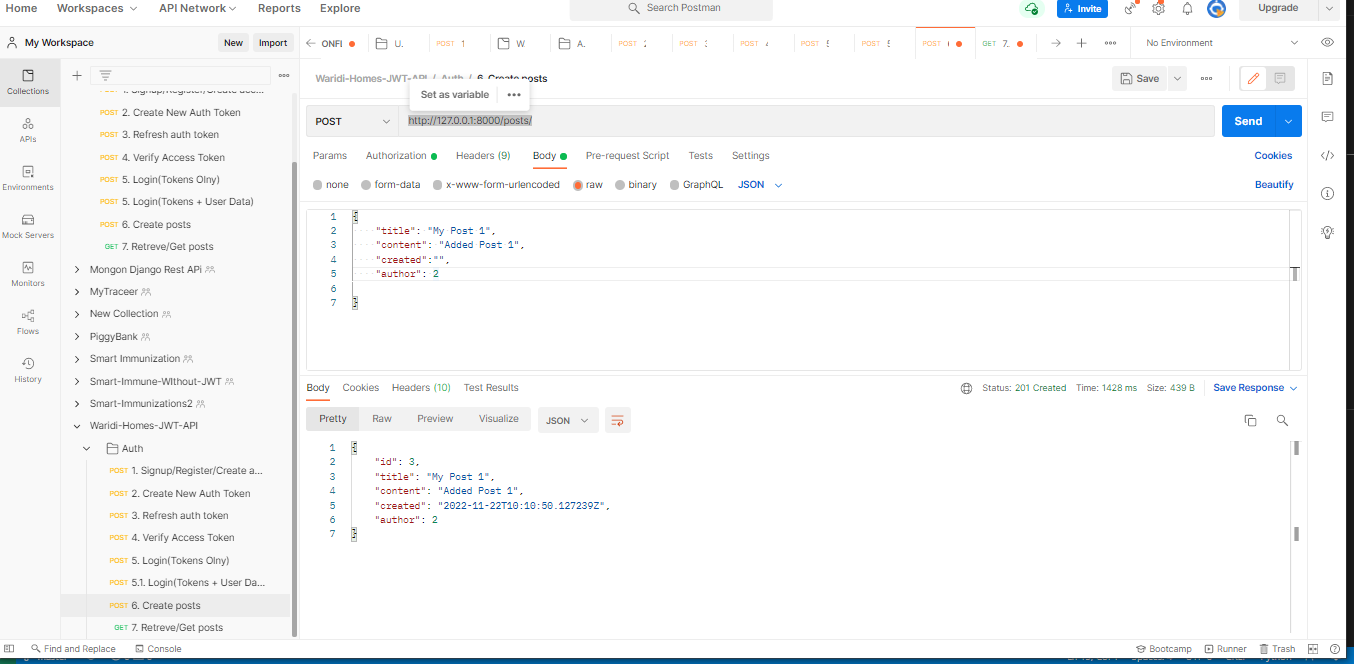 Home Workspaces API Network Reports Explore Search Postman Invite Upgrade
My Workspace New Import
ONFI U. POST 1 W A. POST 2 POST POST POST 5 POST 5 POST GET 7. No Environment
Collections
APIs
Environments
Mock Servers
Monitors
Flows
History
1. Signup/Register/Create acc...
POST 2. Create New Auth Token
POST 3. Refresh auth token
POST 4. Verify Access Token
POST 5. Login(Tokens Olny)
POST 5. Login(Tokens + User Data)
POST 6. Create posts
GET 7. Retreve/Get posts
Mongon Django Rest APi
MyTraceer
New Collection
PiggyBank
Smart Immunization
Smart-Immune-WIthout-JWT
Smart-Immunizations2
Waridi-Homes-JWT-API
Auth
POST 1. Signup/Register/Create a...
POST 2. Create New Auth Token
POST 3. Refresh auth token
POST 4. Verify Access Token
POST 5. Login(Tokens Olny)
POST 5.1. Login(Tokens + User Da...
POST 6. Create posts
GET 7. Retreve/Get posts
Waridi-Homes-JWT-API / Auth / 6. Create posts Save
Set as variable
POST http://127.0.0.1:8000/posts/ Send
Params Authorization Headers (9) Body Pre-request Script Tests Settings Cookies
none form-data x-www-form-urlencoded raw binary GraphQL JSON Beautify
1 {
2 "title": "My Post 1",
3 "content": "Added Post 1",
4 "created":"",
5 "author": 2
6
7 }
Body Cookies Headers (10) Test Results Status: 201 Created Time: 1428 ms Size: 439 B Save Response
Pretty Raw Preview Visualize JSON
1 {
2 "id": 3,
3 "title": "My Post 1",
4 "content": "Added Post 1",
5 "created": "2022-11-22T10:10:50.127239Z",
6 "author": 2
7 }
Find and Replace Console Bootcamp Runner Trash